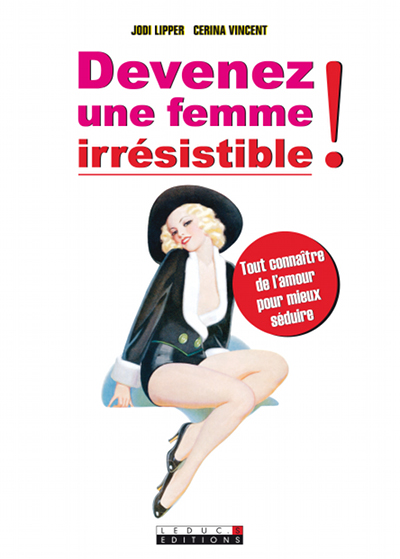 JODI LIPPER CERINA VINCENT
Devenez
une femme
irrésistible !
Tout connaître
de l'amour
pour mieux
séduire
LEDUC.S
EDITIONS